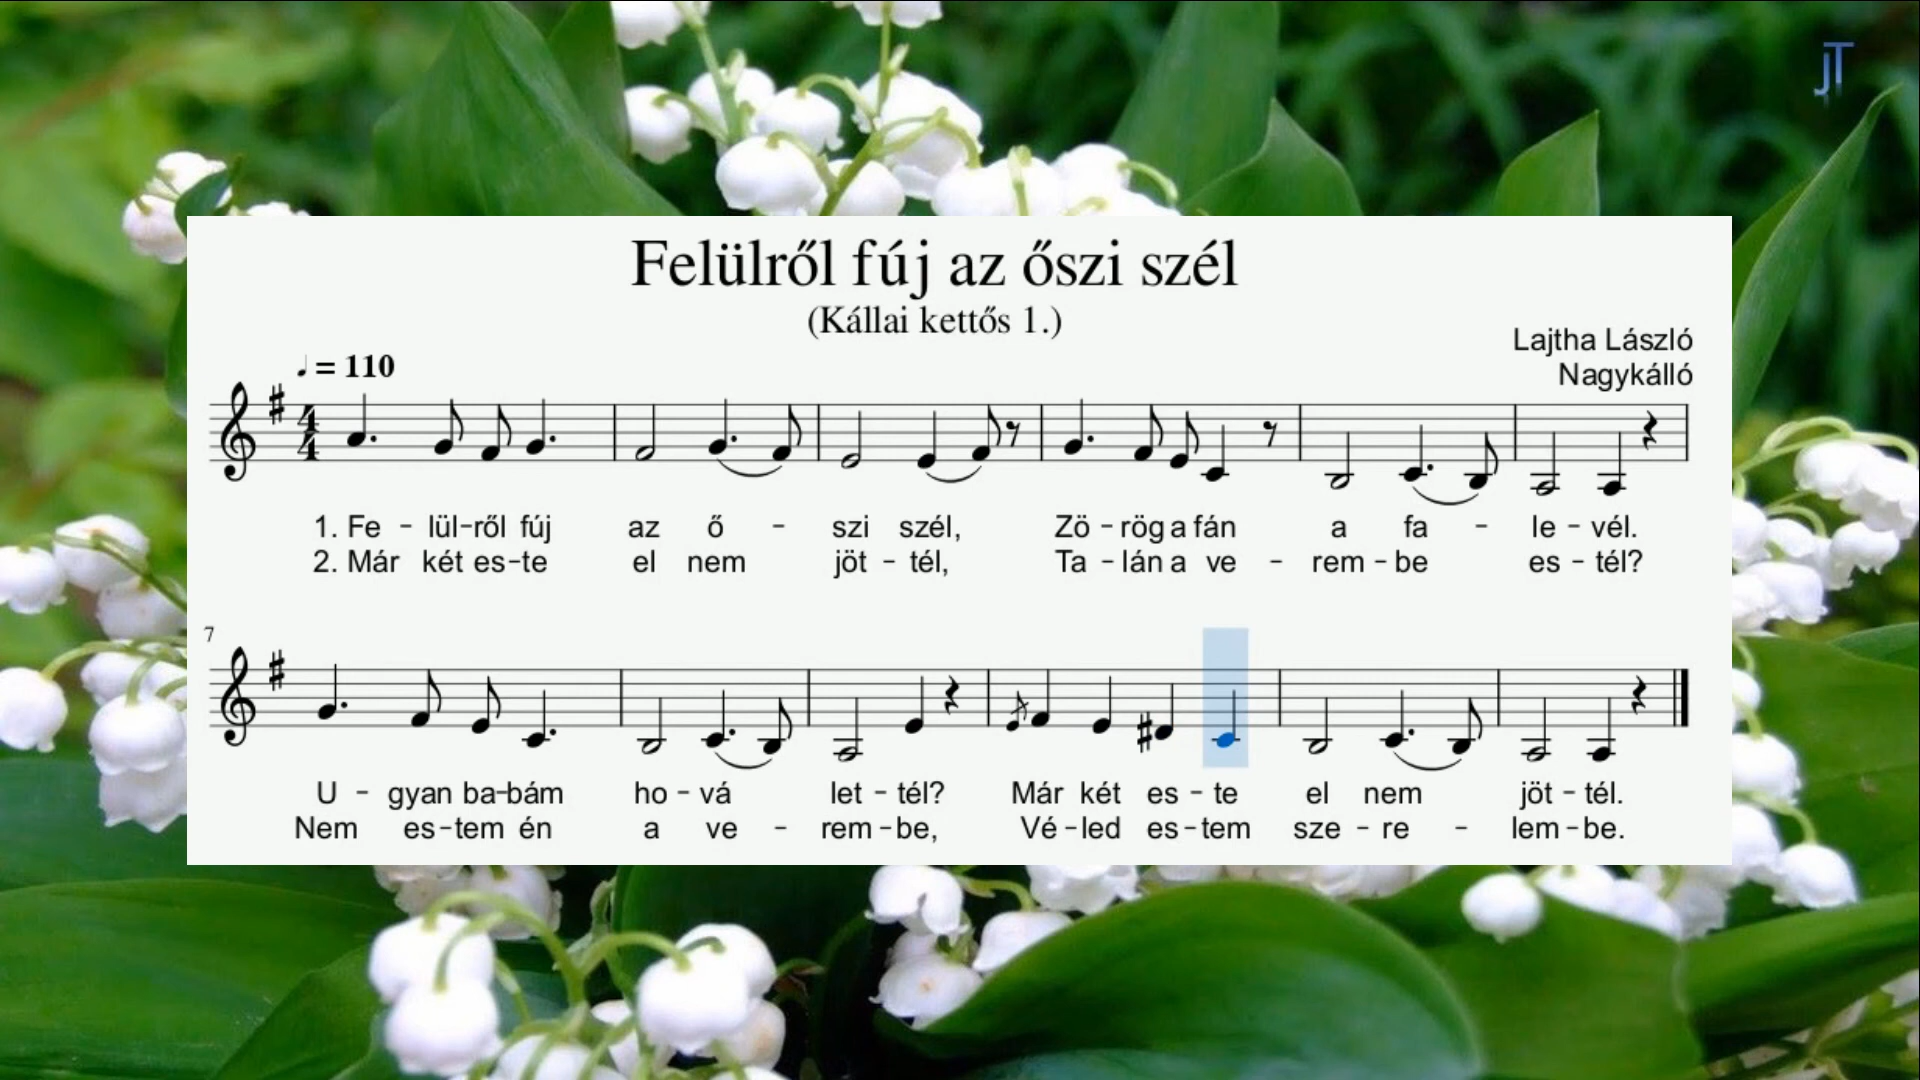 jT
Felülről fúj az őszi szél
(Kállai kettős 1.)
Lajtha László
♩ = 110
Nagykálló
4
4
1. Fe - lül-ről fúj az ő - szi szél, Zö - rög a fán a fa - le - vél.
2. Már két es-te el nem jöt - tél, Ta - lán a ve - rem - be es - tél?
7
U - gyan ba-bám ho - vá let - tél? Már két es - te el nem jöt - tél.
Nem es-tem én a ve - rem-be, Vé-led es-tem sze - re - lem-be.